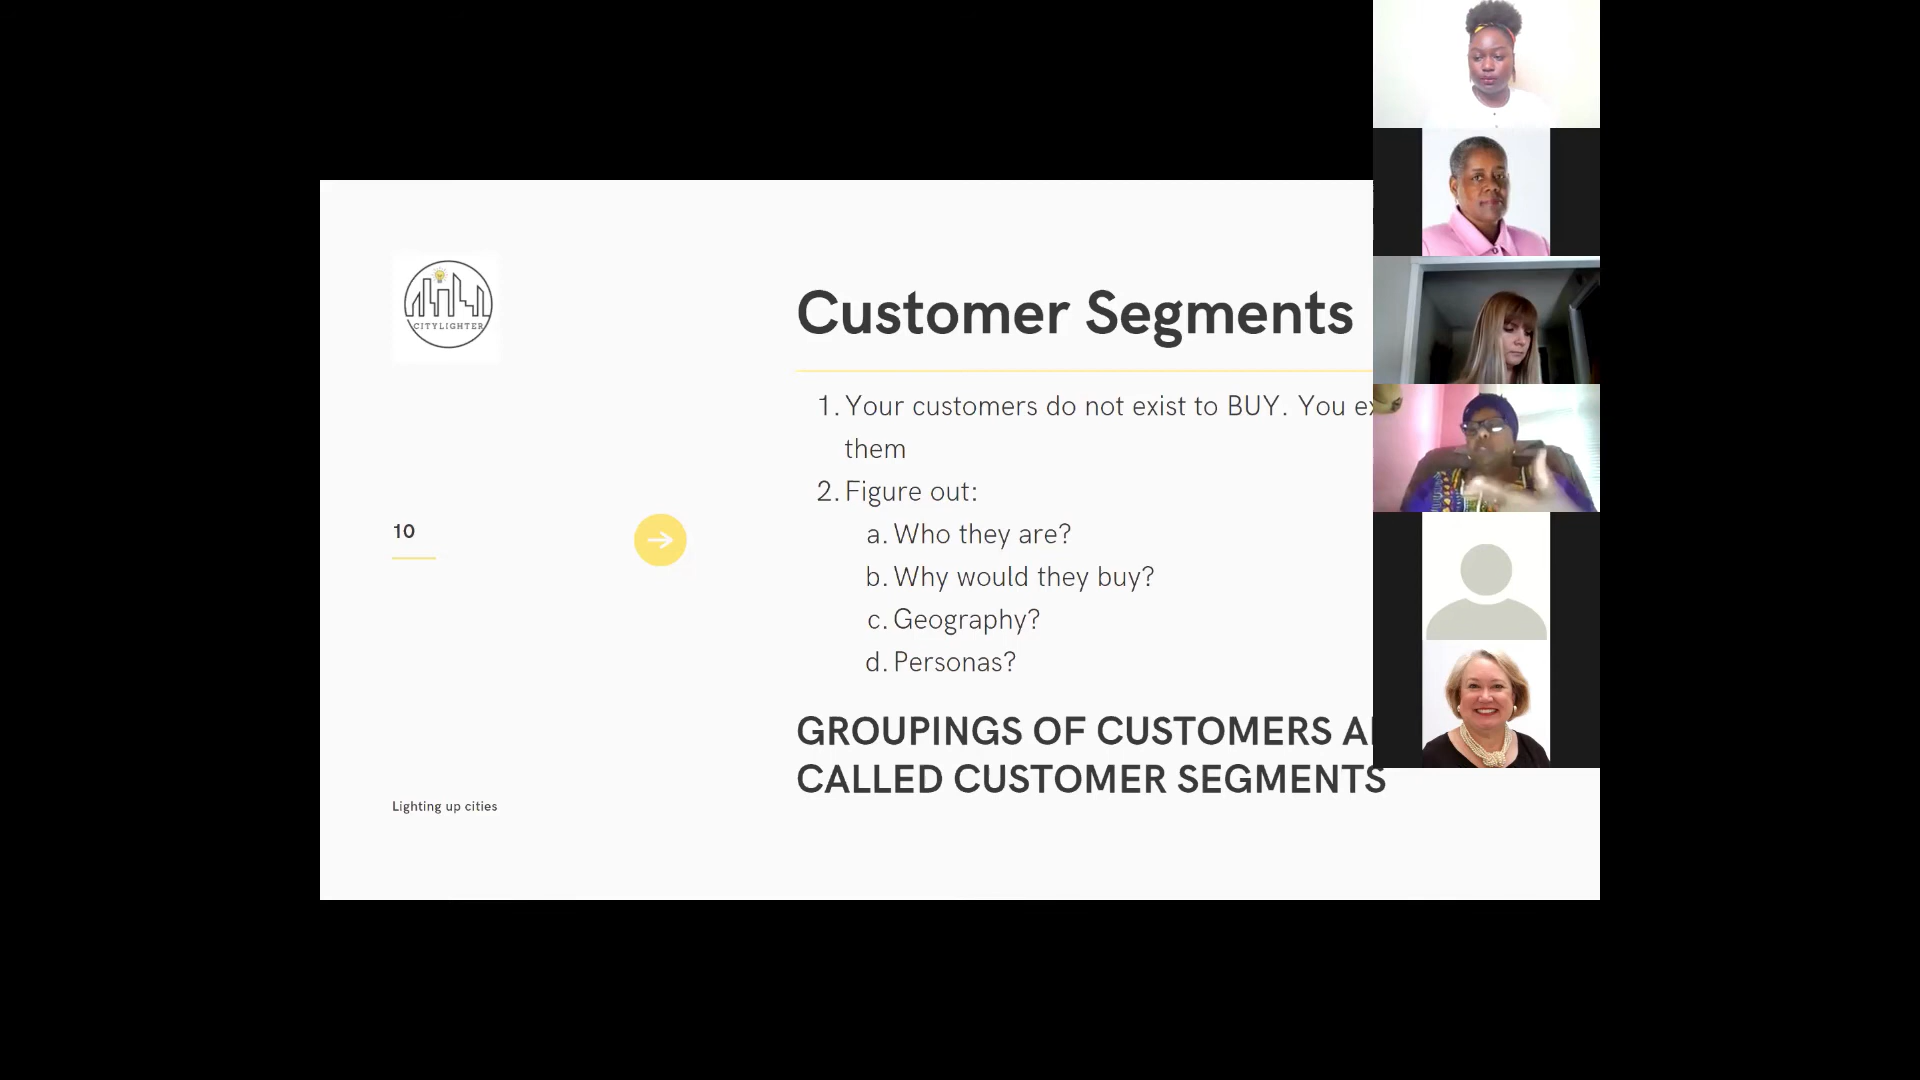 CITYLIGHTER
Customer Segments
1. Your customers do not exist to BUY. You
them
2. Figure out:
a. Who they are?
b. Why would they buy?
c. Geography?
d. Personas?
10
GROUPINGS OF CUSTOMERS
CALLED CUSTOMER SEGMENTS
Lighting up cities